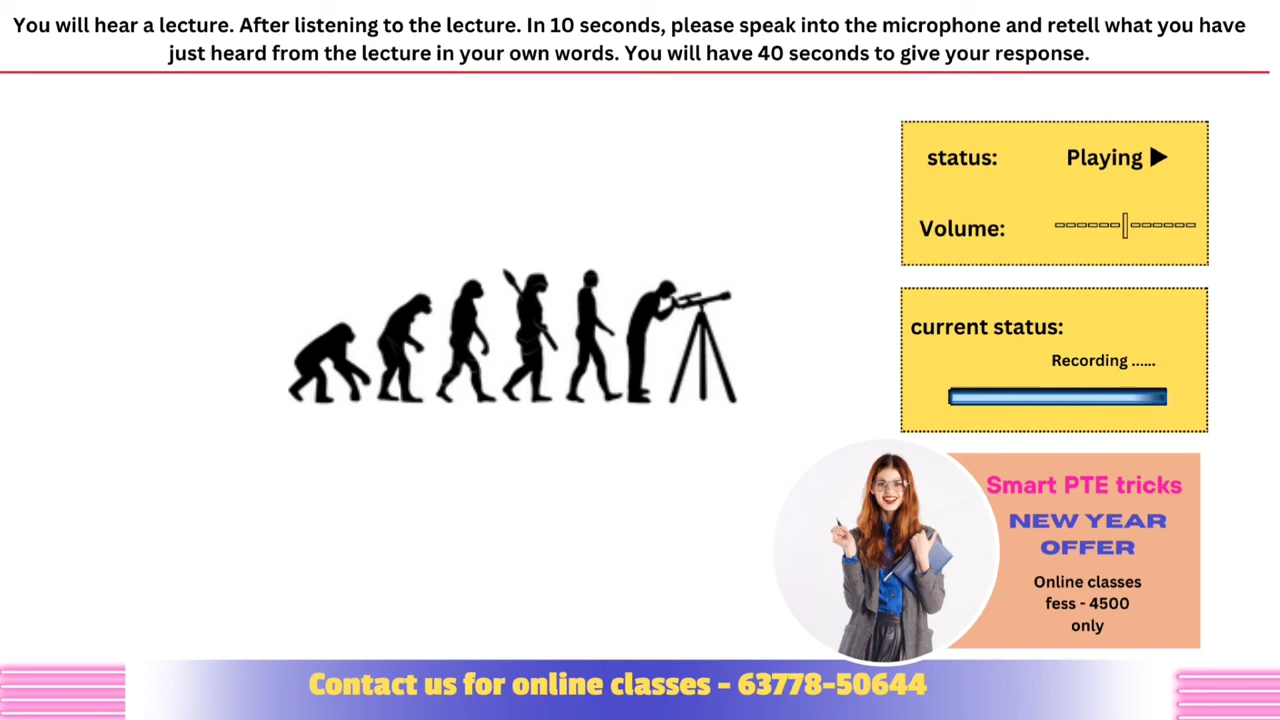 You will hear a lecture. After listening to the lecture. In 10 seconds, please speak into the microphone and retell what you have
just heard from the lecture in your own words. You will have 40 seconds to give your response.
status: Playing
Volume:
current status:
Recording ......
Smart PTE tricks
NEW YEAR
OFFER
Online classes
fess - 4500
only
Contact us for online classes - 63778-50644